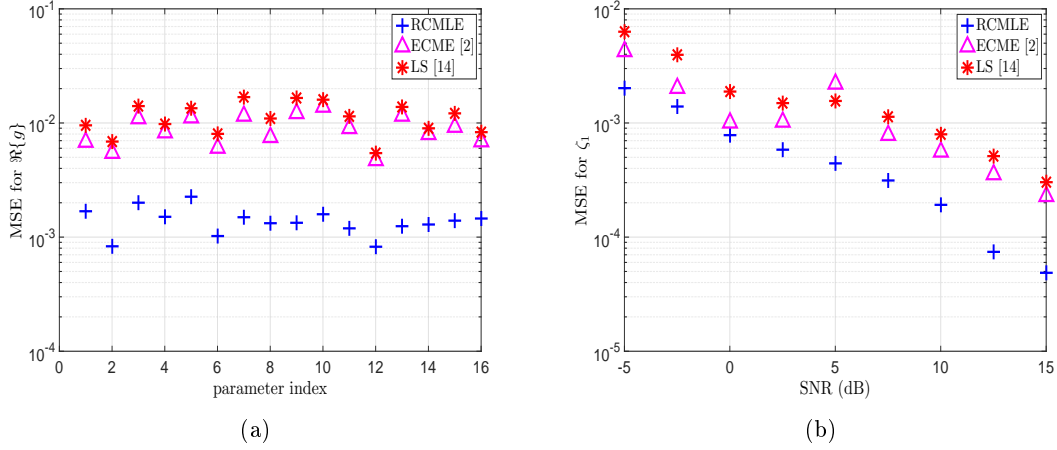 10^-1
10^-2
10^-3
10^-4
MSE for ℜ{g}
RCMLE
ECME [2]
LS [14]
0 2 4 6 8 10 12 14 16
parameter index
(a)
10^-2
10^-3
10^-4
10^-5
MSE for ζ1
RCMLE
ECME [2]
LS [14]
-5 0 5 10 15
SNR (dB)
(b)